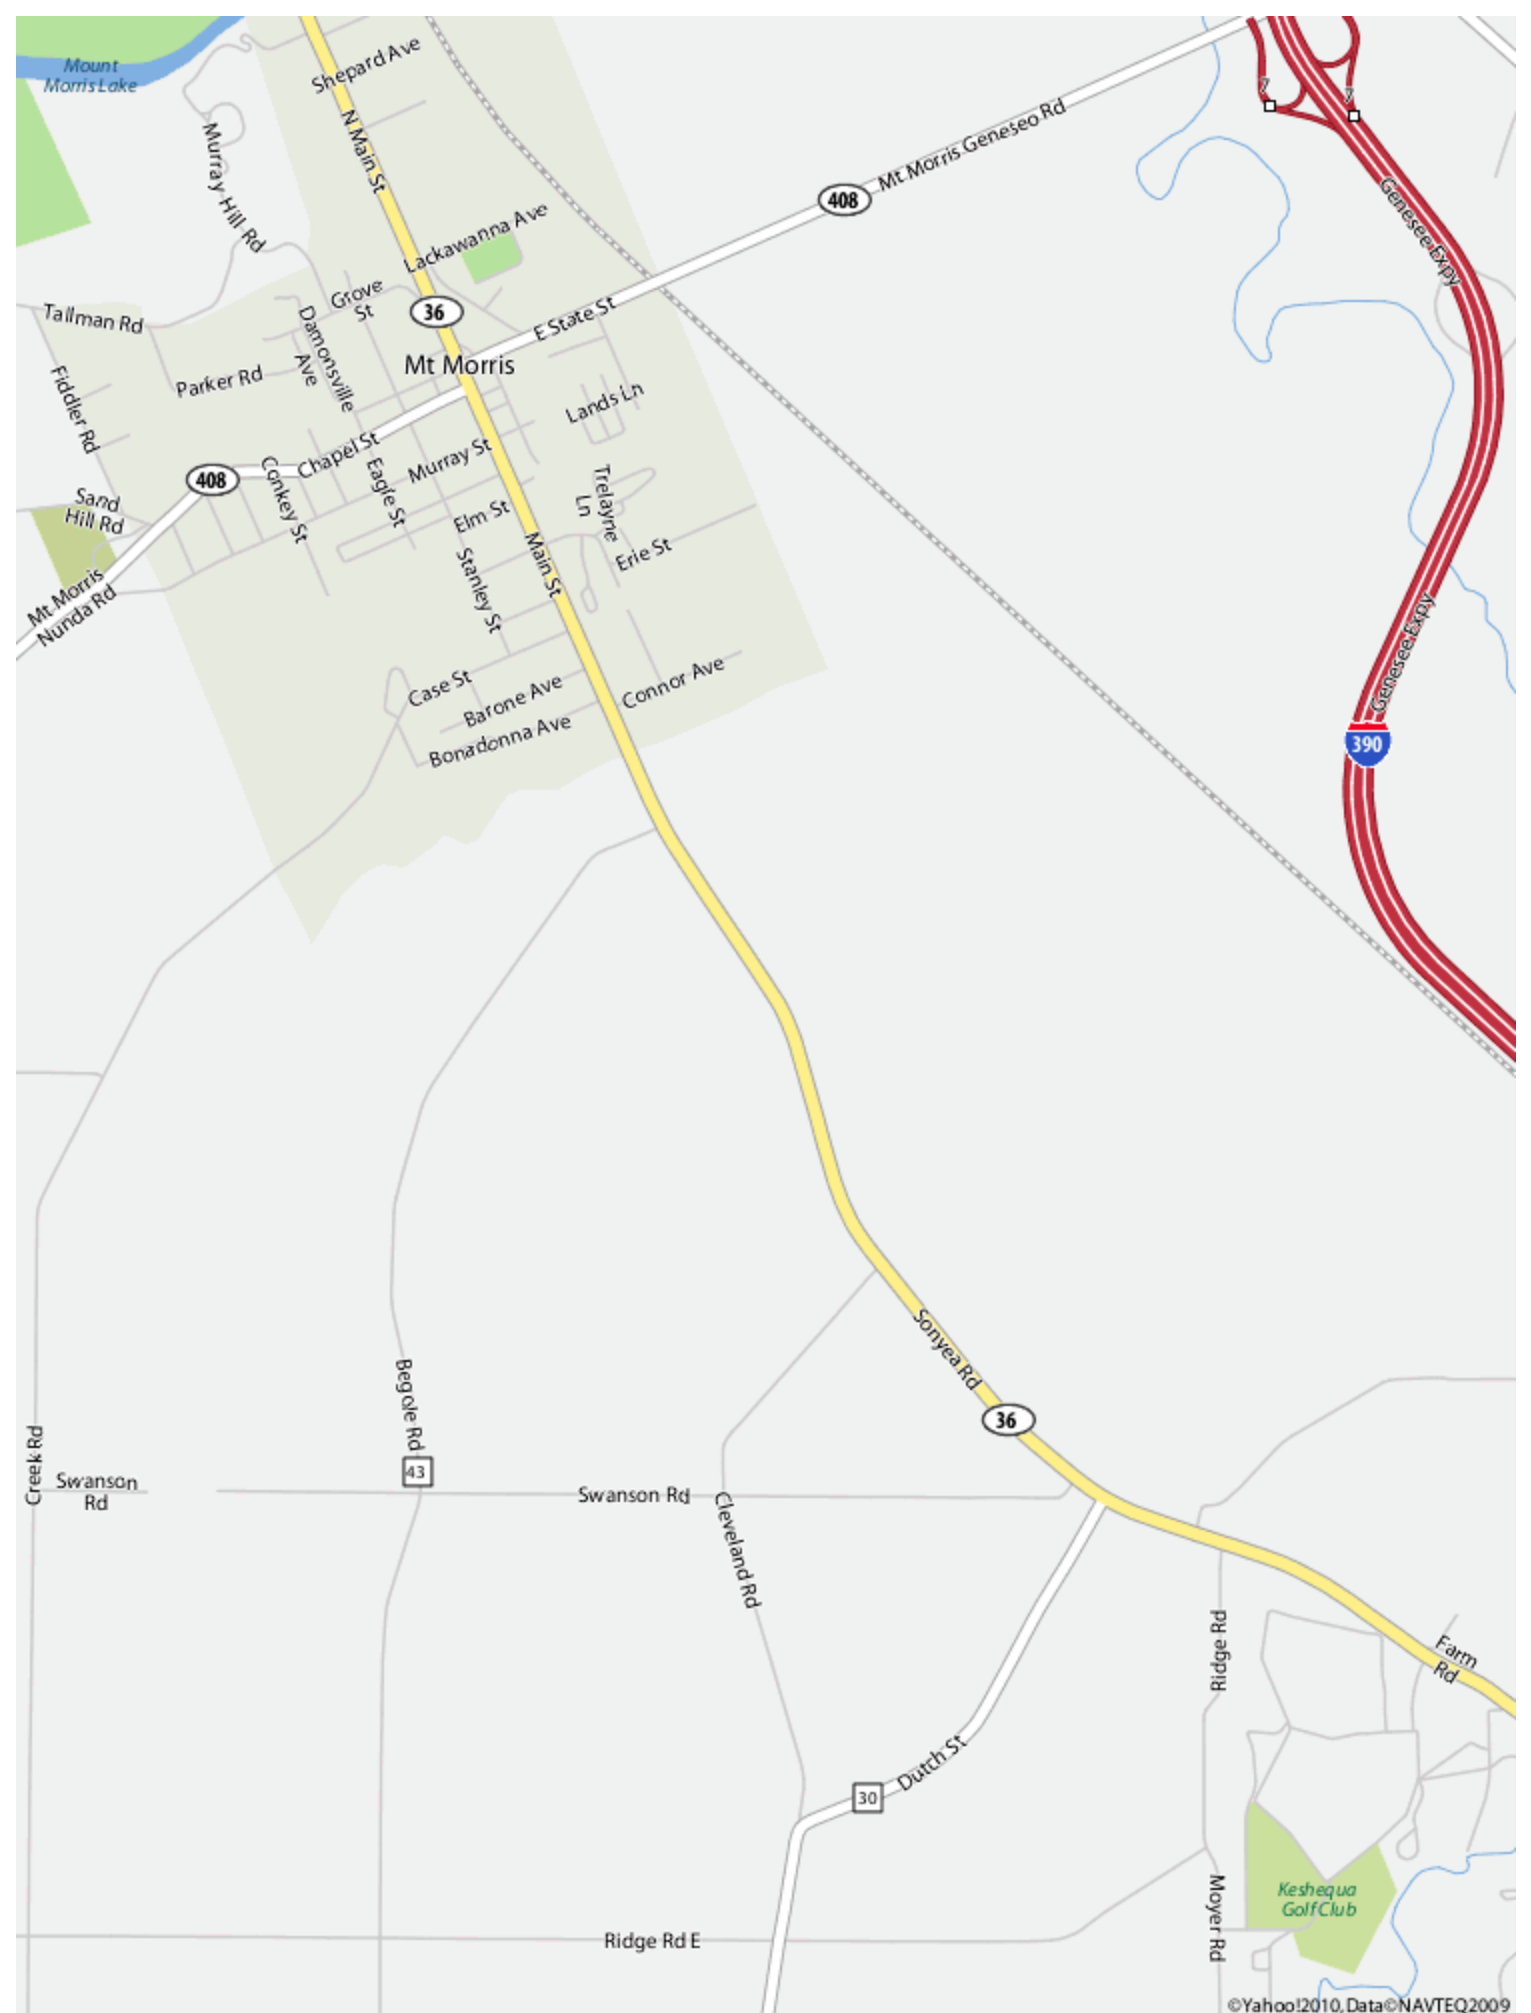 Mount
Morris Lake
Shepard Ave
N Main St
Murray Hill Rd
7
7
Mt Morris Geneseo Rd
408
Genesee Expy
Lackawanna Ave
Grove
St
36
Tallman Rd
E State St
Damonsville
Ave
Mt Morris
Parker Rd
Fiddler Rd
Lands Ln
Chapel St
Murray St
408
Conkey St
Eagle St
Trelayne
Ln
Sand
Hill Rd
Elm St
Main St
Erie St
Stanley St
Mt Morris
Nunda Rd
Genesee Expy
Case St
Barone Ave
Connor Ave
Bonadonna Ave
390
Sonyea Rd
Begole Rd
36
Creek Rd
43
Swanson
Rd
Swanson Rd
Cleveland Rd
Ridge Rd
Farm
Rd
Dutch St
30
Keshequa
Golf Club
Moyer Rd
Ridge Rd E
©Yahoo!2010, Data©NAVTEQ2009